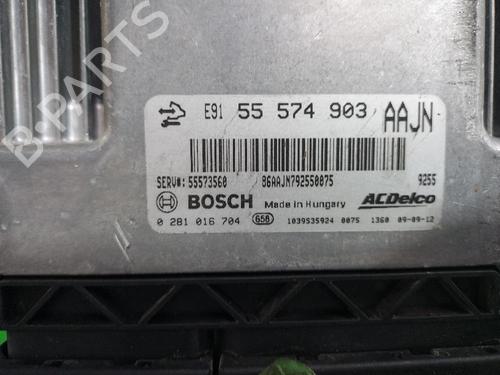 B-PARTS
E91 55 574 903 AAJN
SERV#: 55573560 86AAJM792550075 9255
BOSCH Made in Hungary ACDelco
0 281 016 704 658 1039S35924 0075 1360 09-09-12